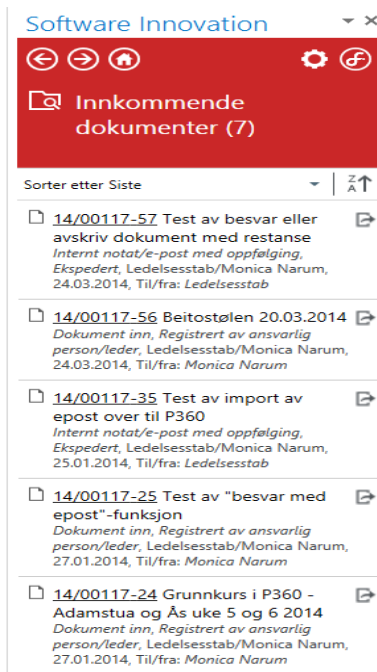 Software Innovation
Innkommende
dokumenter (7)
Sorter etter Siste
Z
A
14/00117-57 Test av besvar eller
avskriv dokument med restanse
Internt notat/e-post med oppfølging,
Ekspedert, Ledelsesstab/Monica Narum,
24.03.2014, Til/fra: Ledelsesstab
14/00117-56 Beitostølen 20.03.2014
Dokument inn, Registrert av ansvarlig
person/leder, Ledelsesstab/Monica Narum,
24.03.2014, Til/fra: Monica Narum
14/00117-35 Test av import av
epost over til P360
Internt notat/e-post med oppfølging,
Ekspedert, Ledelsesstab/Monica Narum,
25.01.2014, Til/fra: Ledelsesstab
14/00117-25 Test av "besvar med
epost"-funksjon
Dokument inn, Registrert av ansvarlig
person/leder, Ledelsesstab/Monica Narum,
27.01.2014, Til/fra: Monica Narum
14/00117-24 Grunnkurs i P360 -
Adamstua og Ås uke 5 og 6 2014
Dokument inn, Registrert av ansvarlig
person/leder, Ledelsesstab/Monica Narum,
27.01.2014, Til/fra: Monica Narum